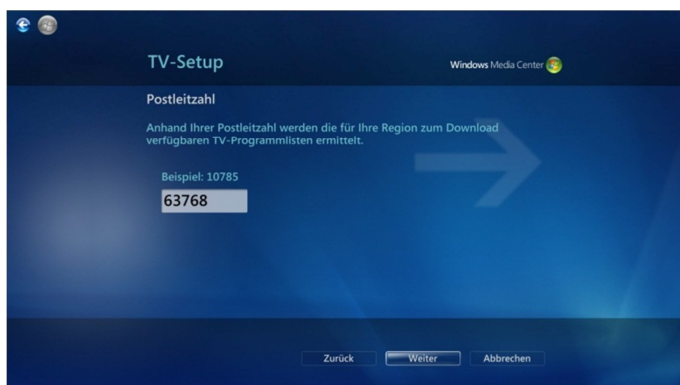 TV-Setup
Windows Media Center
Postleitzahl
Anhand Ihrer Postleitzahl werden die für Ihre Region zum Download
verfügbaren TV-Programmlisten ermittelt.
Beispiel: 10785
63768
Zurück Weiter Abbrechen